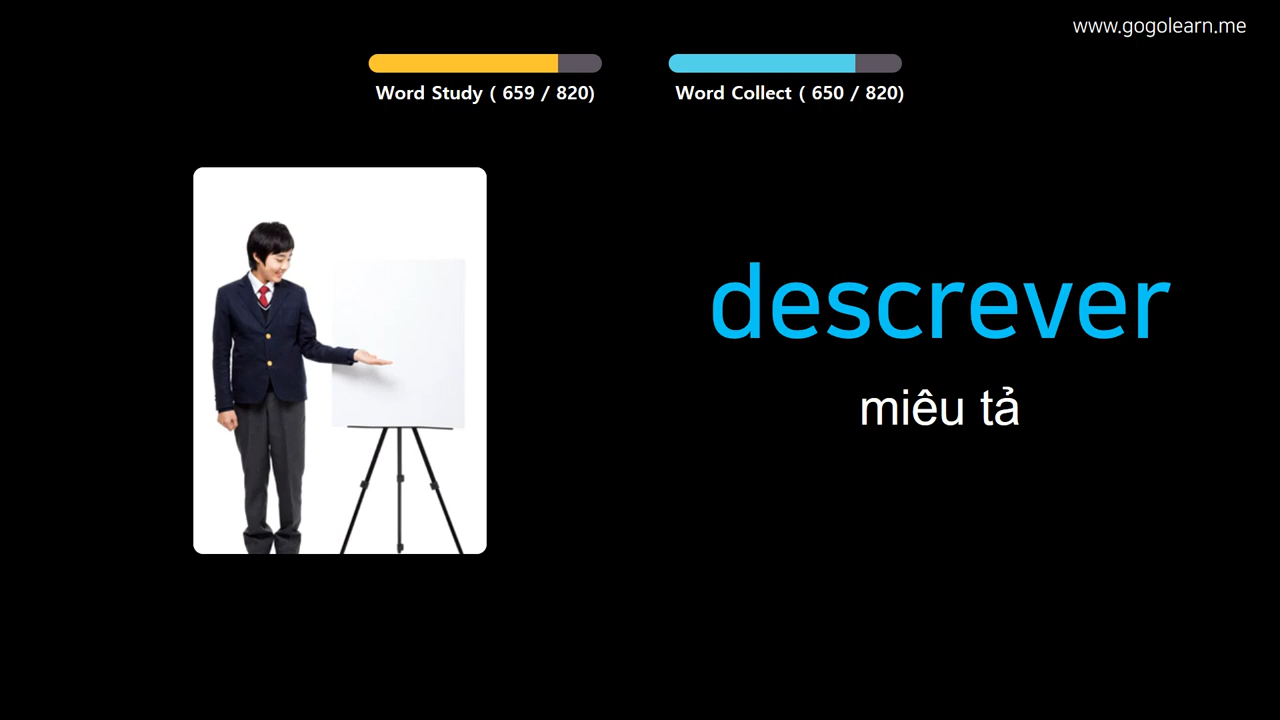 www.gogolearn.me
Word Study ( 659 / 820)
Word Collect ( 650 / 820)
descrever
miêu tả